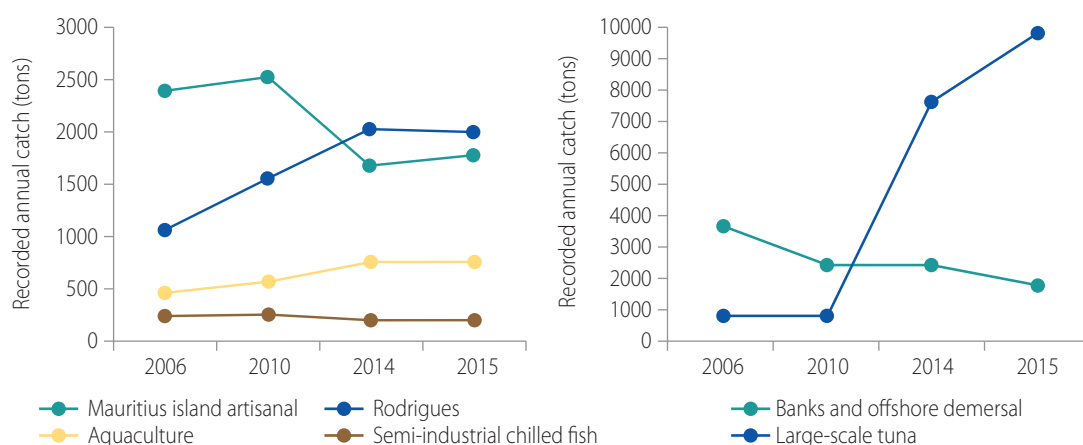 Recorded annual catch (tons)
3000
2500
2000
1500
1000
500
0
2006 2010 2014 2015
Mauritius island artisanal Rodrigues
Aquaculture Semi-industrial chilled fish
Recorded annual catch (tons)
10000
9000
8000
7000
6000
5000
4000
3000
2000
1000
0
2006 2010 2014 2015
Banks and offshore demersal
Large-scale tuna